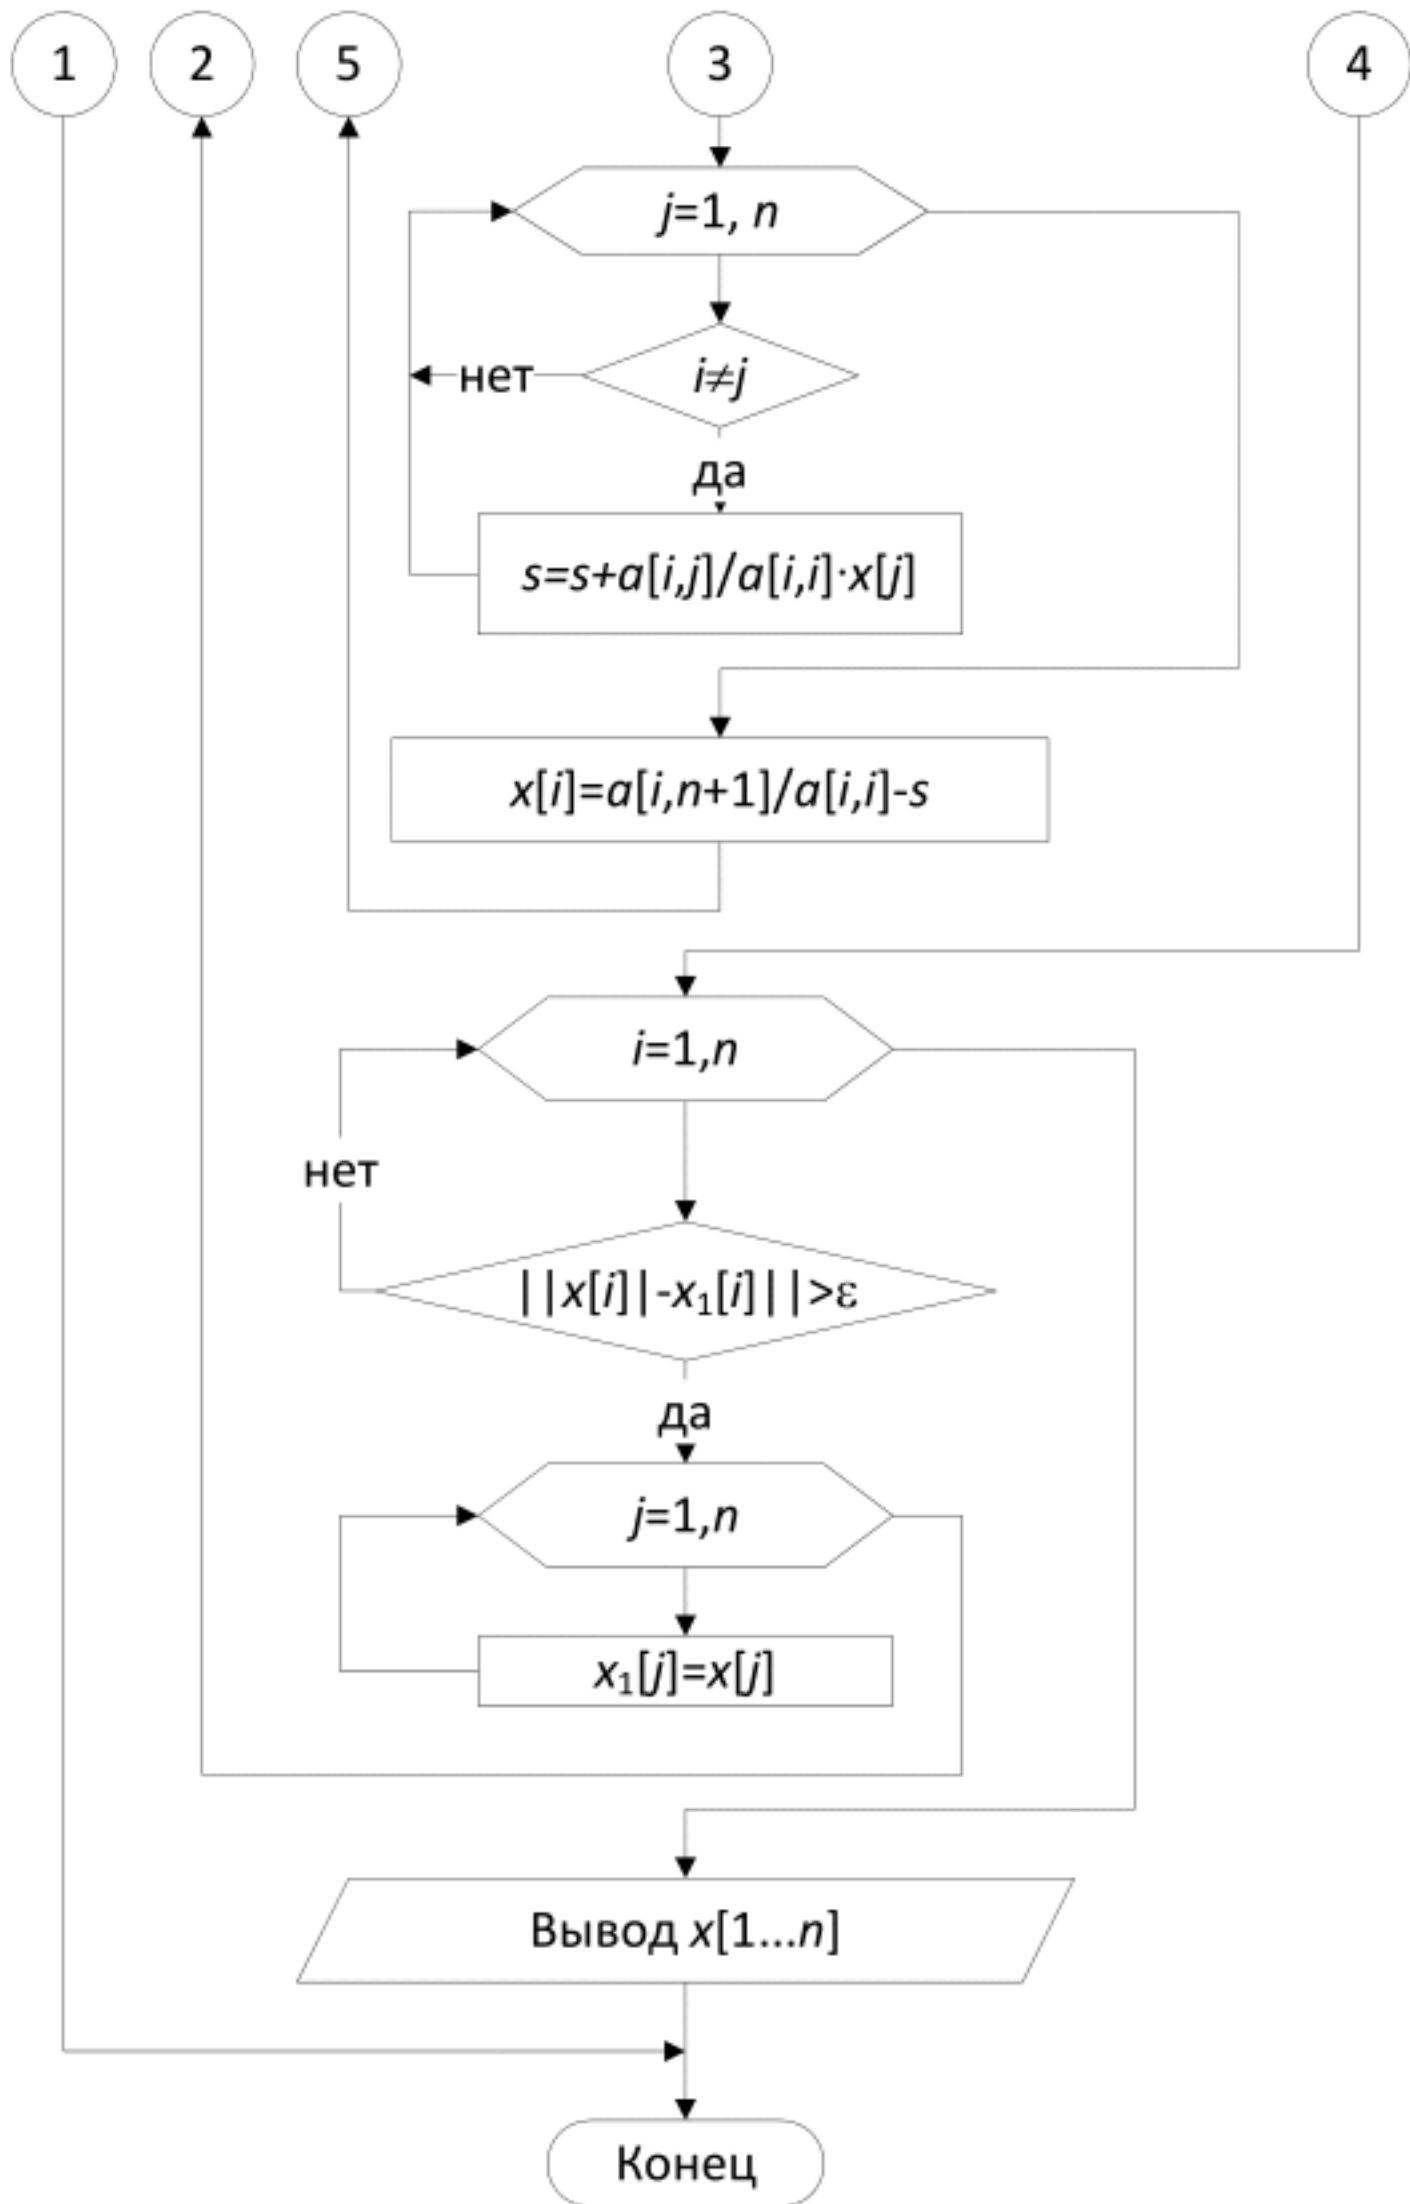 1 2 5 3 4
j=1, n
i≠j
нет
да
s=s+a[i,j]/a[i,i]·x[j]
x[i]=a[i,n+1]/a[i,i]-s
i=1,n
нет
||x[i]|-x₁[i]||>ε
да
j=1,n
x₁[j]=x[j]
Вывод x[1...n]
Конец